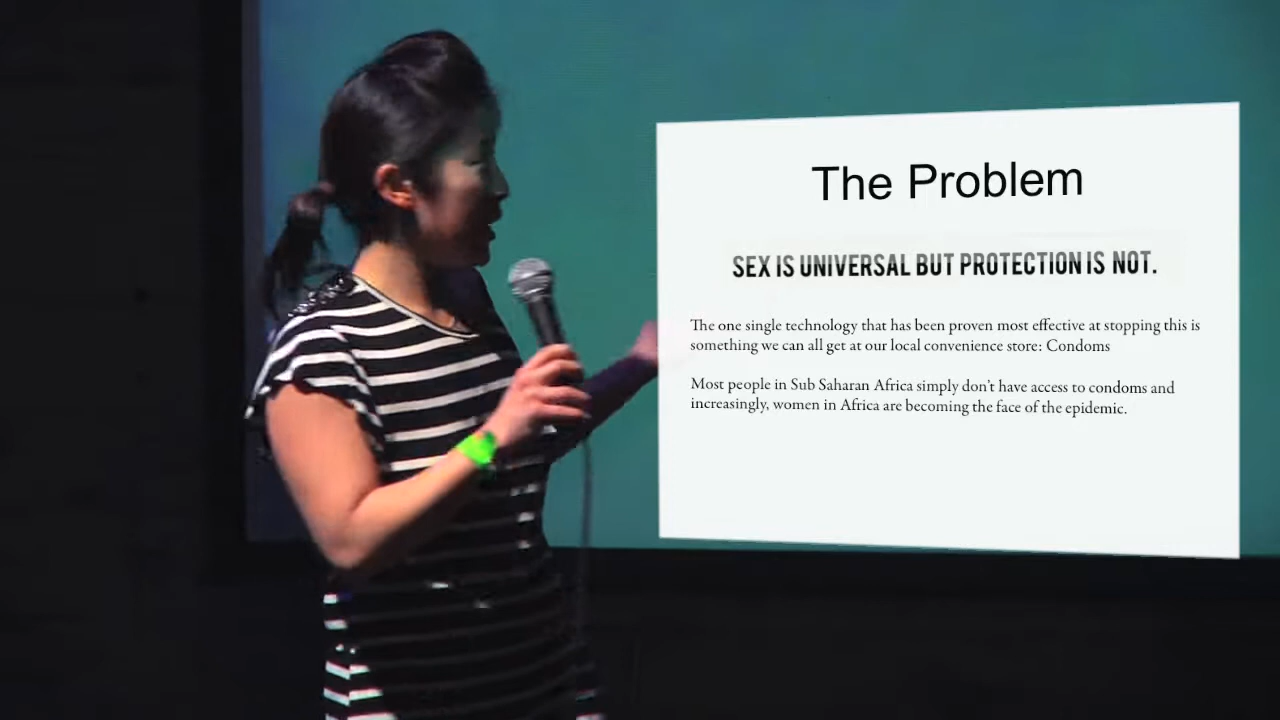 The Problem
SEX IS UNIVERSAL BUT PROTECTION IS NOT.
The one single technology that has been proven most effective at stopping this is
something we can all get at our local convenience store: Condoms
Most people in Sub Saharan Africa simply don't have access to condoms and
increasingly, women in Africa are becoming the face of the epidemic.